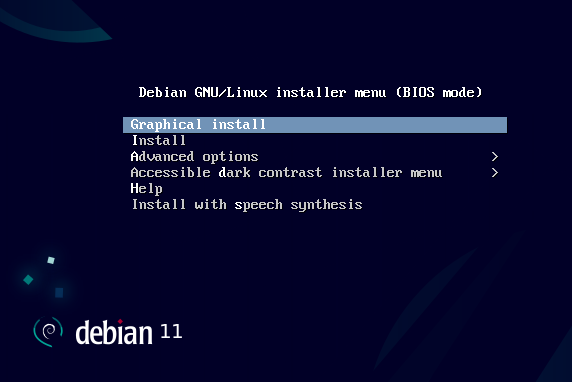 Debian GNU/Linux installer menu (BIOS mode)
Graphical install
Install
Advanced options >
Accessible dark contrast installer menu >
Help
Install with speech synthesis
debian 11